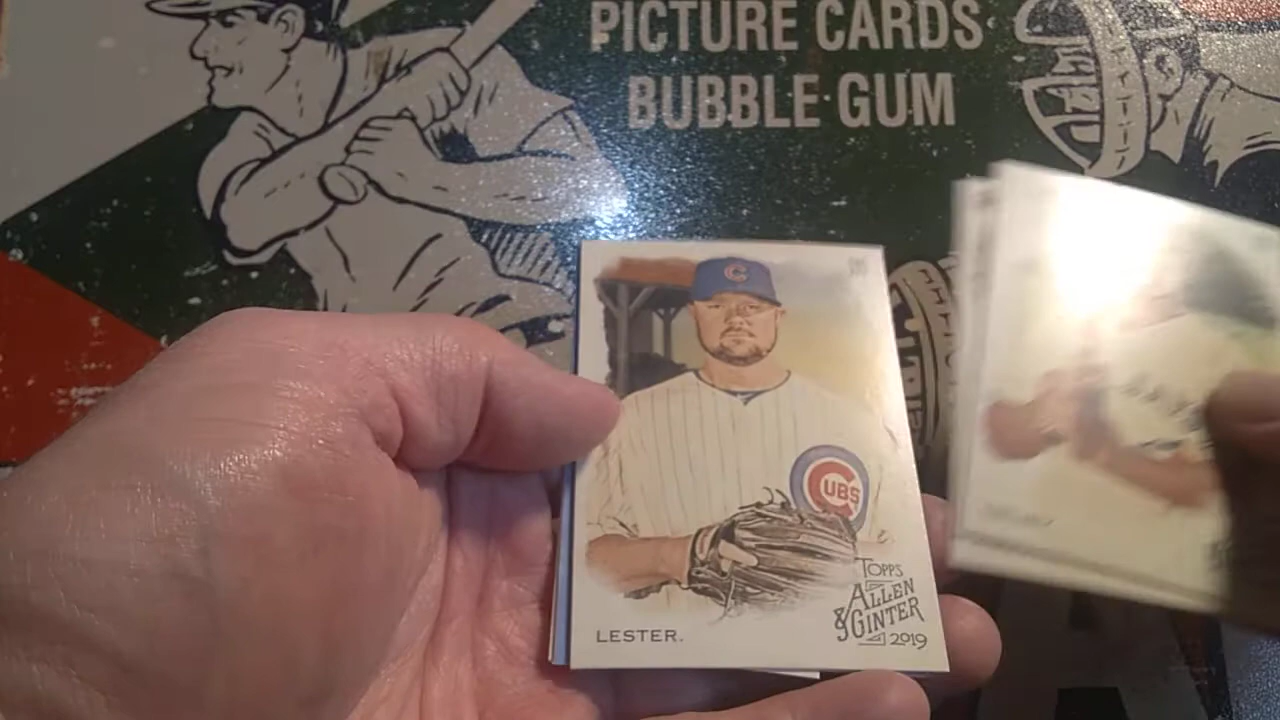 PICTURE CARDS
BUBBLE GUM
C
CUBS
TOPPS
ALLEN
& GINTER
2019
LESTER.